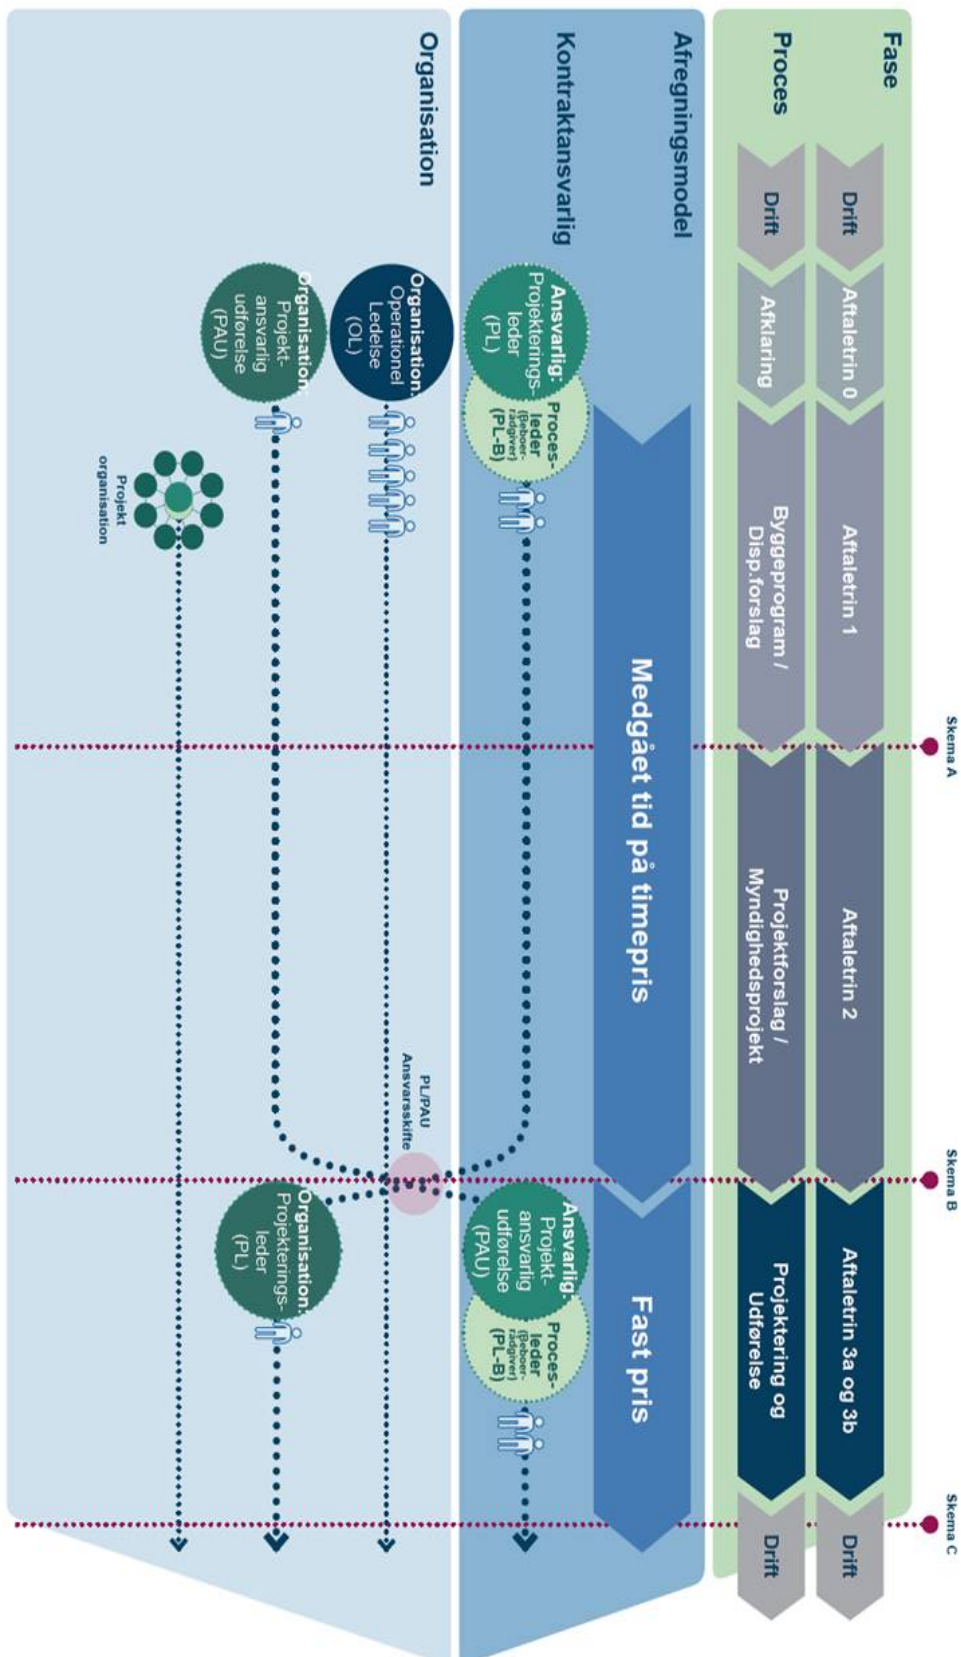 Skema A
Skema B
Skema C
Fase
Drift
Aftaletrin 0
Aftaletrin 1
Aftaletrin 2
Aftaletrin 3a og 3b
Drift
Proces
Drift
Afklaring
Byggeprogram /
Disp.forslag
Projektforslag /
Myndighedsprojekt
Projektering og
Udførelse
Drift
Afregningsmodel
Medgået tid på timepris
Fast pris
Kontraktansvarlig
Ansvarlig:
Projekterings-
leder
(PL)
Proces-
leder
(Beboer-
rådgiver)
(PL-B)
Ansvarlig:
Projekt-
ansvarlig
udførelse
(PAU)
Proces-
leder
(Beboer-
rådgiver)
(PL-B)
Organisation
Organisation:
Operationel
Ledelse
(OL)
PL/PAU
Ansvarsskifte
Organisation:
Projekt-
ansvarlig
udførelse
(PAU)
Organisation:
Projekterings-
leder
(PL)
Projekt
organisation